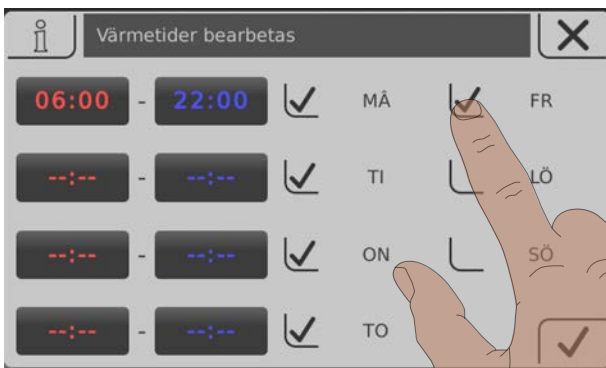 Värmetider bearbetas
06:00 - 22:00 MÅ FR
--:-- - --:-- TI LÖ
--:-- - --:-- ON SÖ
--:-- - --:-- TO